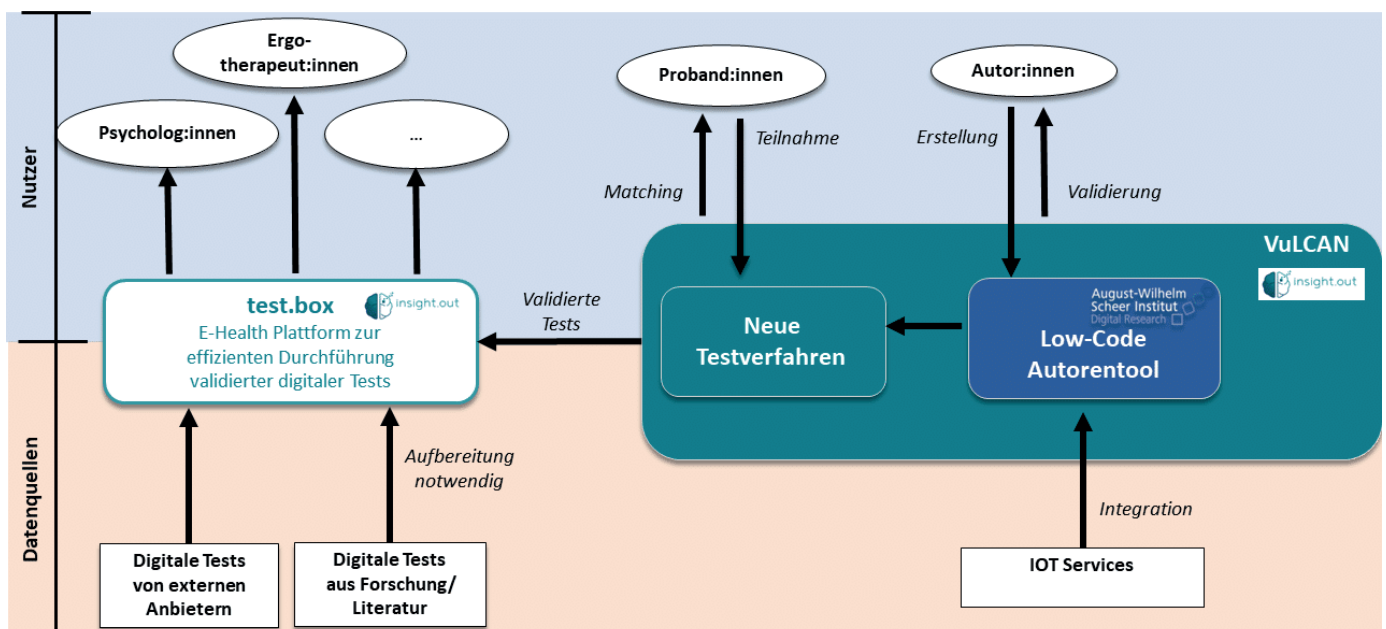 Nutzer
Datenquellen
Ergo-
therapeut:innen
Psycholog:innen
...
Proband:innen
Autor:innen
Teilnahme
Matching
Erstellung
Validierung
test.box
insight.out
E-Health Plattform zur
effizienten Durchführung
validierter digitaler Tests
Validierte
Tests
VuLCAN
insight.out
Neue
Testverfahren
August-Wilhelm
Scheer Institut
Digital Research
Low-Code
Autorentool
Aufbereitung
notwendig
Integration
Digitale Tests
von externen
Anbietern
Digitale Tests
aus Forschung/
Literatur
IOT Services